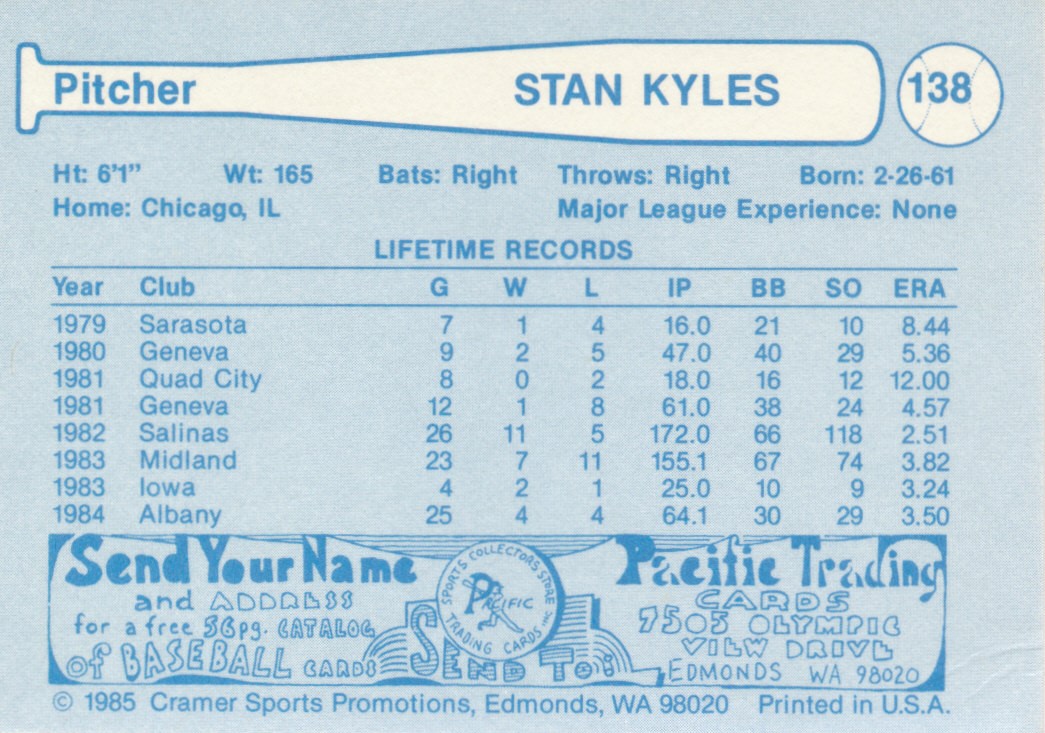 Pitcher STAN KYLES 138
Ht: 6'1" Wt: 165 Bats: Right Throws: Right Born: 2-26-61
Home: Chicago, IL Major League Experience: None
LIFETIME RECORDS
Year Club G W L IP BB SO ERA
1979 Sarasota 7 1 4 16.0 21 10 8.44
1980 Geneva 9 2 5 47.0 40 29 5.36
1981 Quad City 8 0 2 18.0 16 12 12.00
1981 Geneva 12 1 8 61.0 38 24 4.57
1982 Salinas 26 11 5 172.0 66 118 2.51
1983 Midland 23 7 11 155.1 67 74 3.82
1983 Iowa 4 2 1 25.0 10 9 3.24
1984 Albany 25 4 4 64.1 30 29 3.50
Send Your Name
and ADDRESS
for a free 56pg. CATALOG
of BASEBALL CARDS
SPORTS COLLECTORS STORE
PACIFIC
TRADING CARDS INC
SEND TO:
Pacific Trading
CARDS
7505 OLYMPIC
VIEW DRIVE
EDMONDS WA 98020
© 1985 Cramer Sports Promotions, Edmonds, WA 98020 Printed in U.S.A.